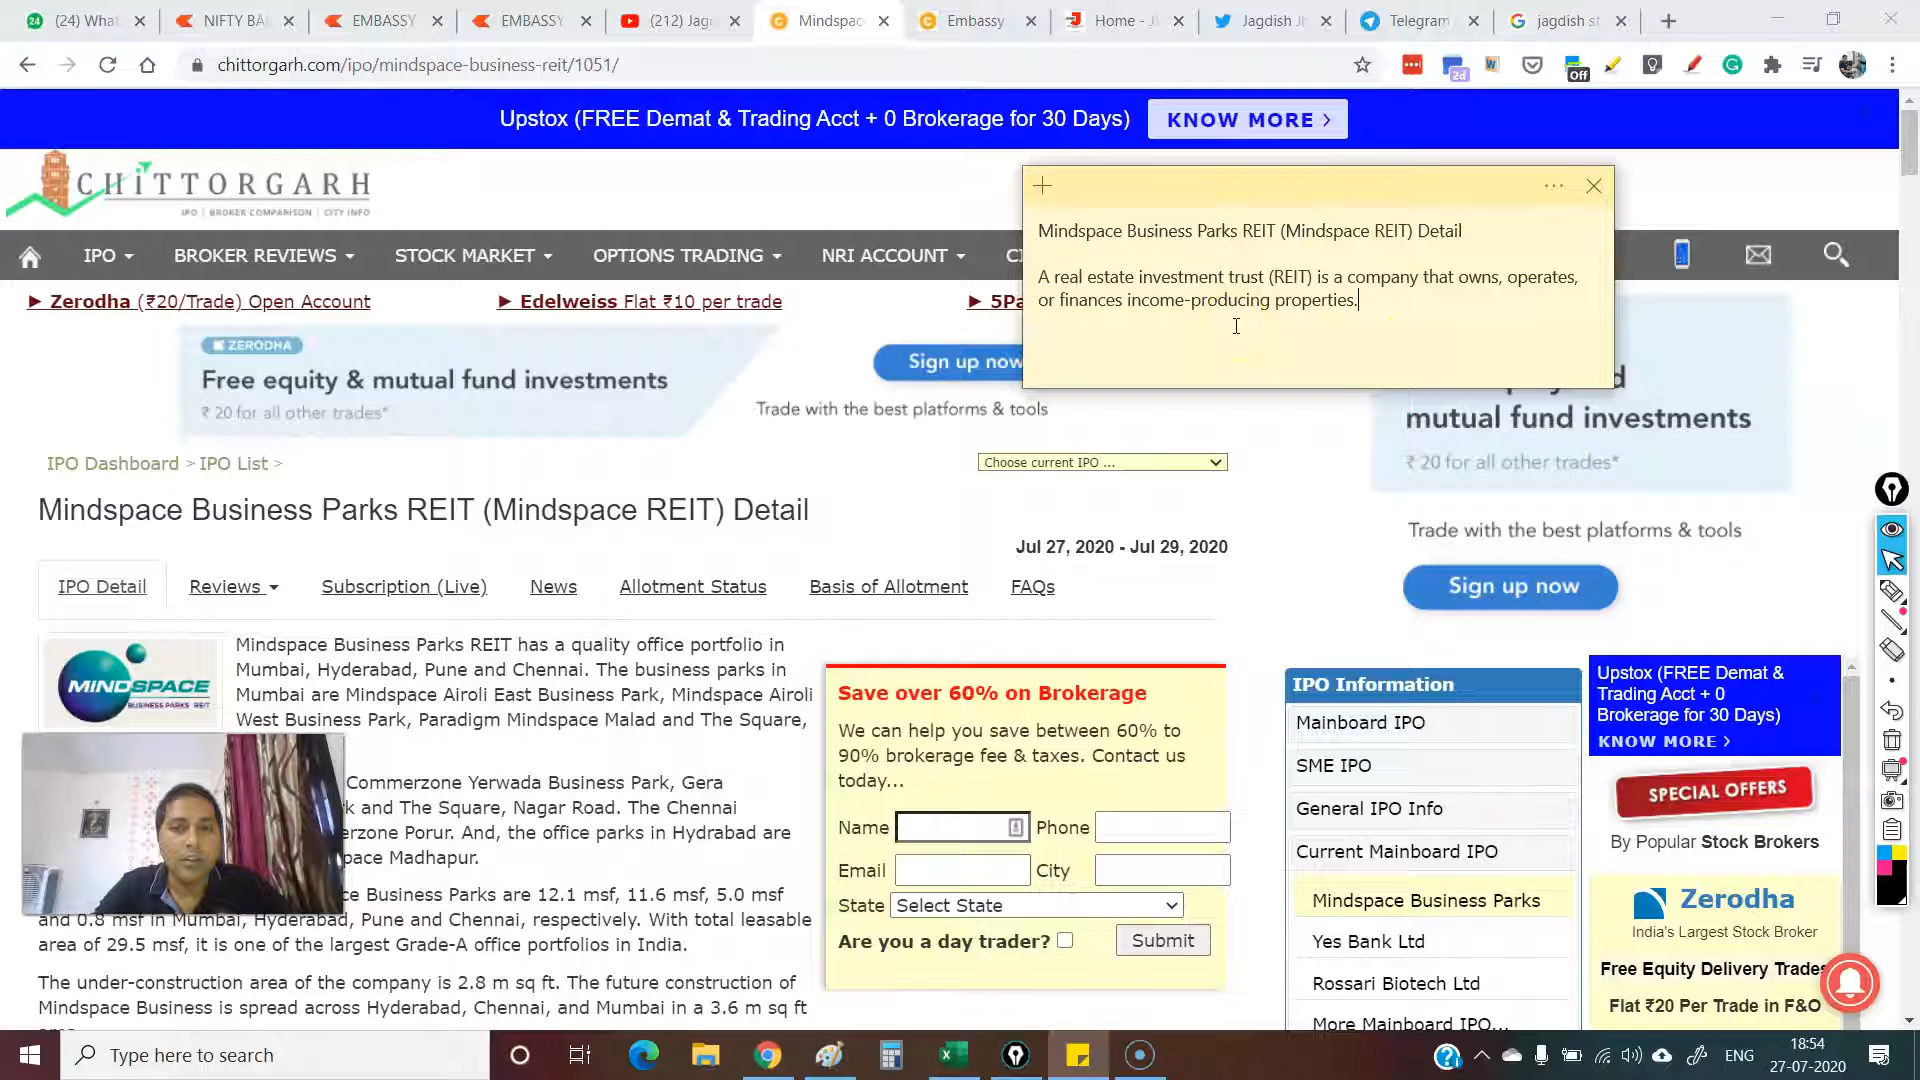 (24) What
NIFTY BA
EMBASSY
EMBASSY
(212) Jag
Mindspac
Embassy
Home - J
Jagdish Jh
Telegram
jagdish s
chittorgarh.com/ipo/mindspace-business-reit/1051/
2d
Off
Upstox (FREE Demat & Trading Acct + 0 Brokerage for 30 Days)
KNOW MORE >
CHITTORGARH
IPO | BROKER COMPARISON | CITY INFO
IPO
BROKER REVIEWS
STOCK MARKET
OPTIONS TRADING
NRI ACCOUNT
CI
Mindspace Business Parks REIT (Mindspace REIT) Detail
A real estate investment trust (REIT) is a company that owns, operates,
or finances income-producing properties.
► Zerodha (₹20/Trade) Open Account
► Edelweiss Flat ₹10 per trade
► 5Pa
ZERODHA
Free equity & mutual fund investments
₹ 20 for all other trades*
Sign up now
Trade with the best platforms & tools
mutual fund investments
₹ 20 for all other trades*
Trade with the best platforms & tools
Sign up now
IPO Dashboard > IPO List >
Choose current IPO ...
Mindspace Business Parks REIT (Mindspace REIT) Detail
Jul 27, 2020 - Jul 29, 2020
IPO Detail
Reviews
Subscription (Live)
News
Allotment Status
Basis of Allotment
FAQs
MINDSPACE
BUSINESS PARKS REIT
Mindspace Business Parks REIT has a quality office portfolio in
Mumbai, Hyderabad, Pune and Chennai. The business parks in
Mumbai are Mindspace Airoli East Business Park, Mindspace Airoli
West Business Park, Paradigm Mindspace Malad and The Square,
Commerzone Yerwada Business Park, Gera
k and The Square, Nagar Road. The Chennai
erzone Porur. And, the office parks in Hydrabad are
pace Madhapur.
ce Business Parks are 12.1 msf, 11.6 msf, 5.0 msf
and 0.8 msf in Mumbai, Hyderabad, Pune and Chennai, respectively. With total leasable
area of 29.5 msf, it is one of the largest Grade-A office portfolios in India.
The under-construction area of the company is 2.8 m sq ft. The future construction of
Mindspace Business is spread across Hyderabad, Chennai, and Mumbai in a 3.6 m sq ft
Save over 60% on Brokerage
We can help you save between 60% to
90% brokerage fee & taxes. Contact us
today...
Name
Phone
Email
City
State
Select State
Are you a day trader?
Submit
IPO Information
Mainboard IPO
SME IPO
General IPO Info
Current Mainboard IPO
Mindspace Business Parks
Yes Bank Ltd
Rossari Biotech Ltd
More Mainboard IPO...
Upstox (FREE Demat &
Trading Acct + 0
Brokerage for 30 Days)
KNOW MORE >
SPECIAL OFFERS
By Popular Stock Brokers
Zerodha
India's Largest Stock Broker
Free Equity Delivery Trades
Flat ₹20 Per Trade in F&O
Type here to search
ENG
18:54
27-07-2020